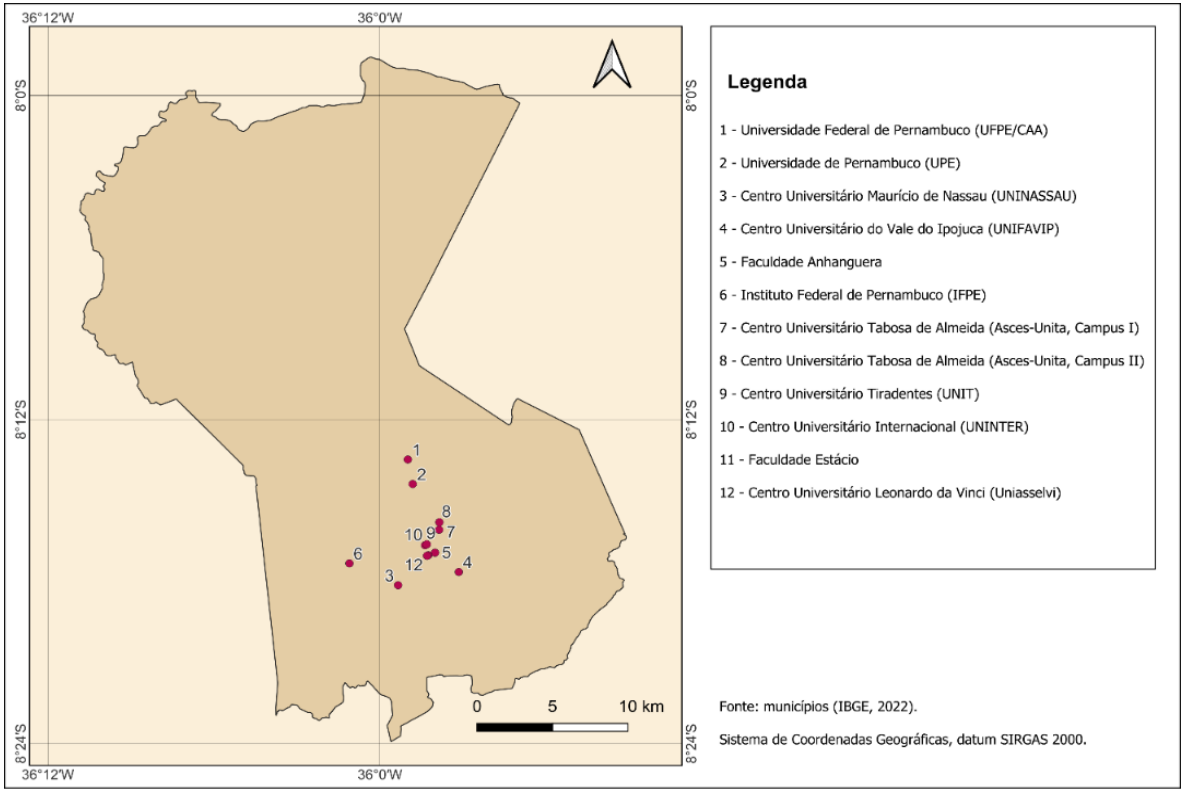 36°12'W
36°0'W
8°0'S
8°0'S
8°12'S
8°12'S
1
2
8
7
9
10
5
12
6
4
3
0
5
10 km
8°24'S
8°24'S
36°12'W
36°0'W
Legenda
1 - Universidade Federal de Pernambuco (UFPE/CAA)
2 - Universidade de Pernambuco (UPE)
3 - Centro Universitário Maurício de Nassau (UNINASSAU)
4 - Centro Universitário do Vale do Ipojuca (UNIFAVIP)
5 - Faculdade Anhanguera
6 - Instituto Federal de Pernambuco (IFPE)
7 - Centro Universitário Tabosa de Almeida (Asces-Unita, Campus I)
8 - Centro Universitário Tabosa de Almeida (Asces-Unita, Campus II)
9 - Centro Universitário Tiradentes (UNIT)
10 - Centro Universitário Internacional (UNINTER)
11 - Faculdade Estácio
12 - Centro Universitário Leonardo da Vinci (Uniasselvi)
Fonte: municípios (IBGE, 2022).
Sistema de Coordenadas Geográficas, datum SIRGAS 2000.